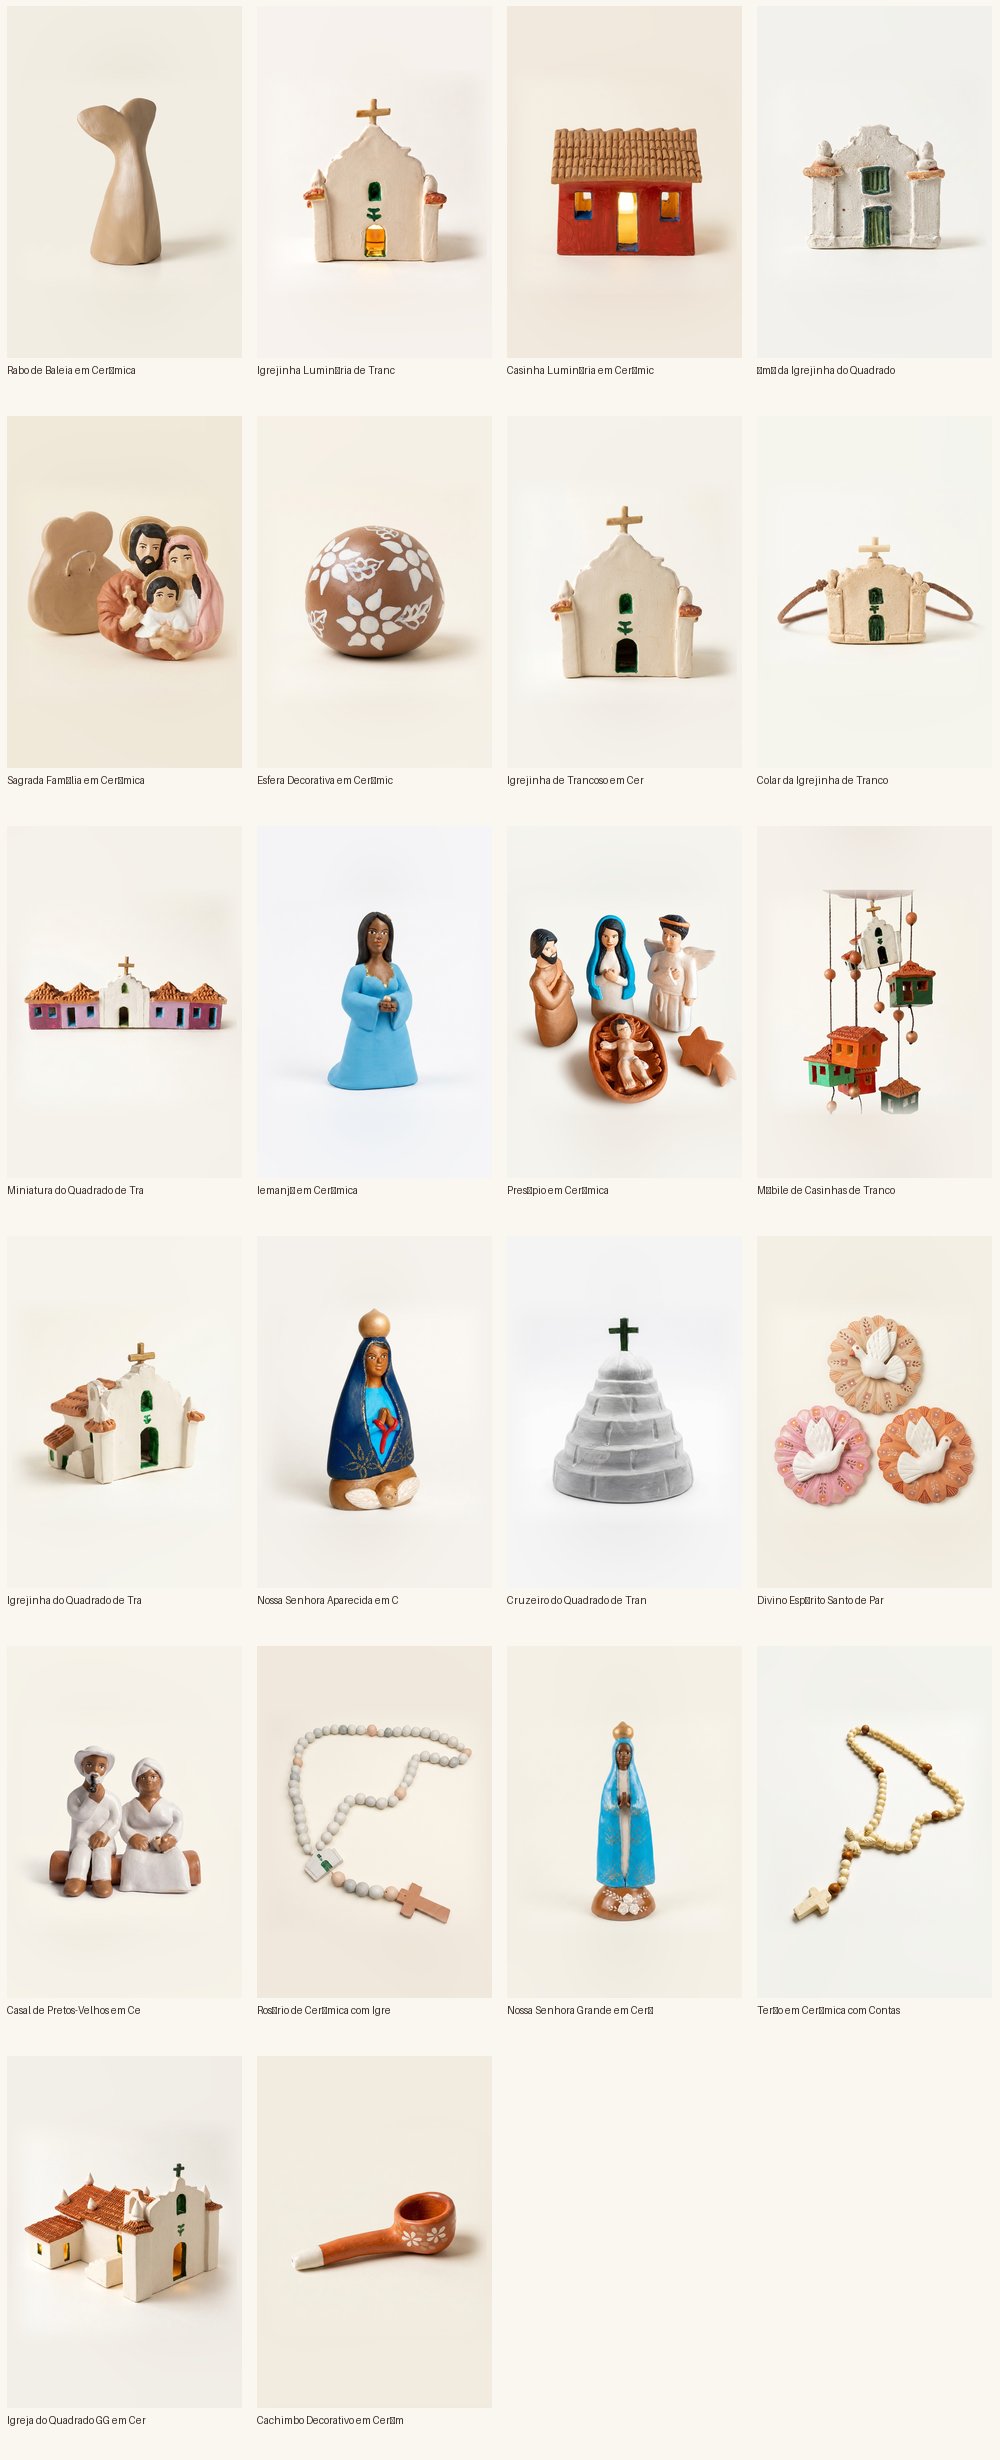 Rabo de Baleia em Cer▯mica
Igrejinha Lumin▯ria de Tranc
Casinha Lumin▯ria em Cer▯mic
▯m▯ da Igrejinha do Quadrado
Sagrada Fam▯lia em Cer▯mica
Esfera Decorativa em Cer▯mic
Igrejinha de Trancoso em Cer
Colar da Igrejinha de Tranco
Miniatura do Quadrado de Tra
Iemanj▯ em Cer▯mica
Pres▯pio em Cer▯mica
M▯bile de Casinhas de Tranco
Igrejinha do Quadrado de Tra
Nossa Senhora Aparecida em C
Cruzeiro do Quadrado de Tran
Divino Esp▯rito Santo de Par
Casal de Pretos-Velhos em Ce
Ros▯rio de Cer▯mica com Igre
Nossa Senhora Grande em Cer▯
Ter▯o em Cer▯mica com Contas
Igreja do Quadrado GG em Cer
Cachimbo Decorativo em Cer▯m